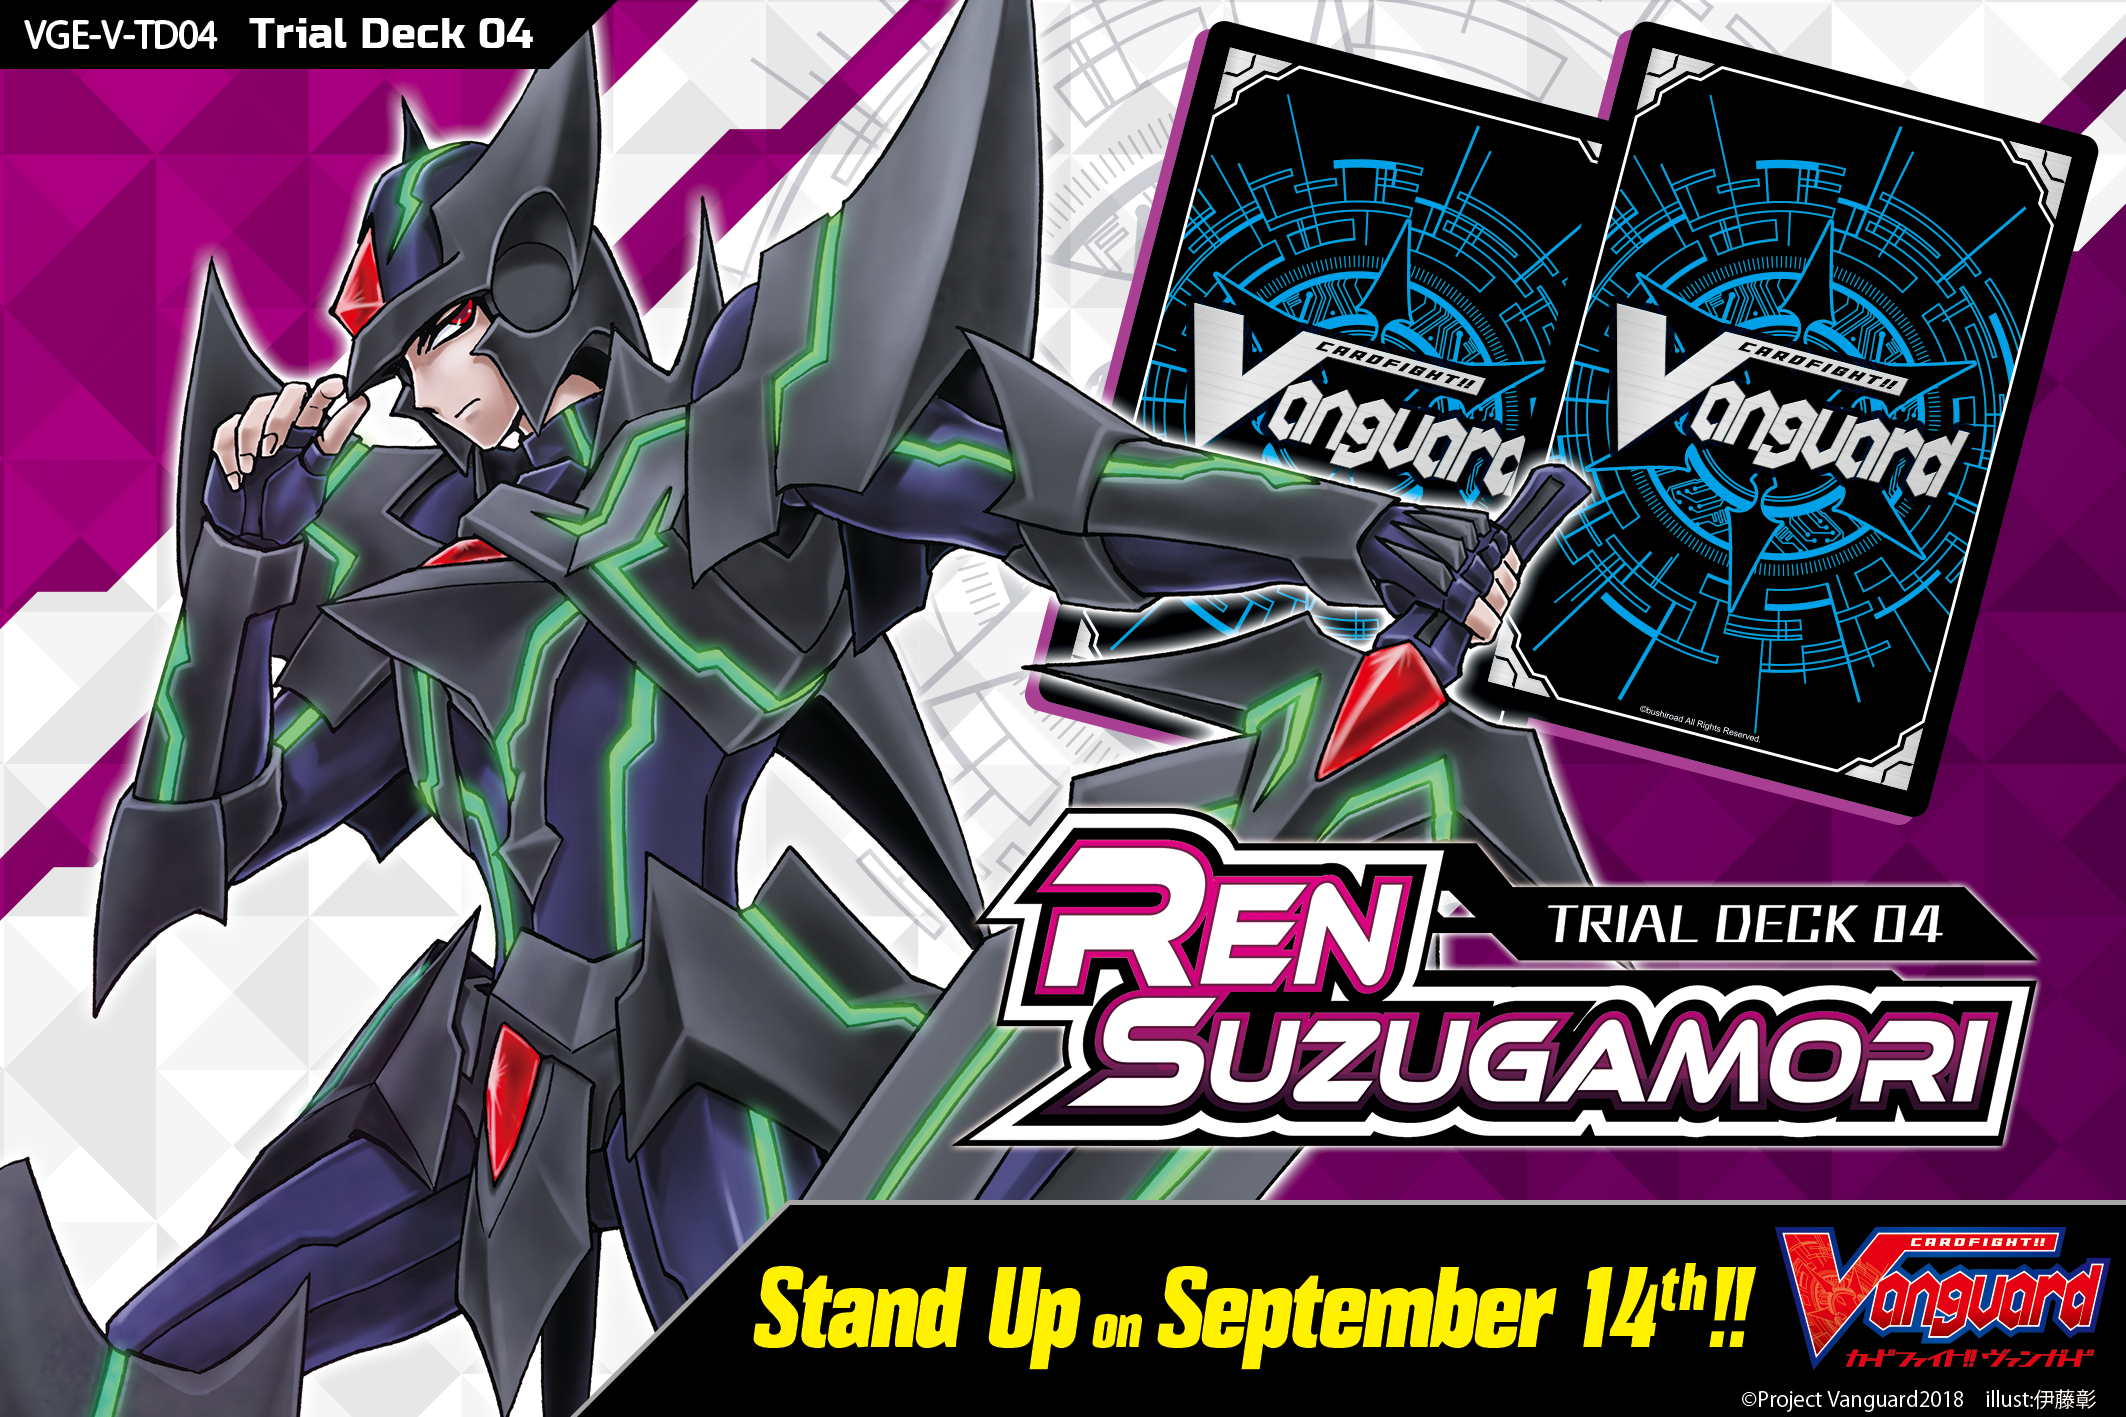 VGE-V-TD04 Trial Deck 04
CARDFIGHT!!
Vanguard
CARDFIGHT!!
Vanguard
©bushiroad All Rights Reserved.
TRIAL DECK 04
REN
SUZUGAMORI
Stand Up on September 14th!!
CARDFIGHT!!
Vanguard
カードファイト!! ヴァンガード
©Project Vanguard2018 illust:伊藤彰